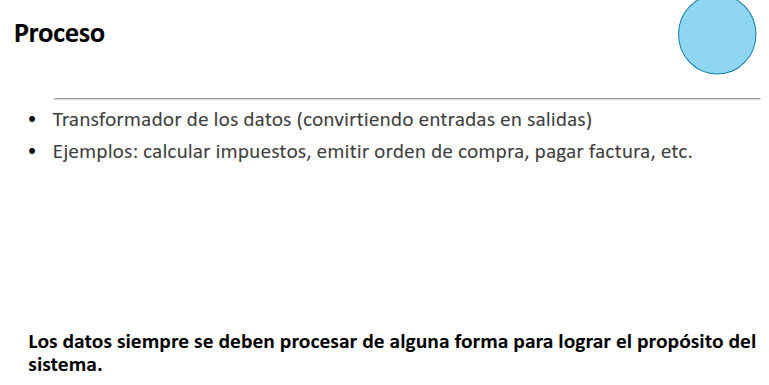 Proceso
• Transformador de los datos (convirtiendo entradas en salidas)
• Ejemplos: calcular impuestos, emitir orden de compra, pagar factura, etc.
Los datos siempre se deben procesar de alguna forma para lograr el propósito del
sistema.